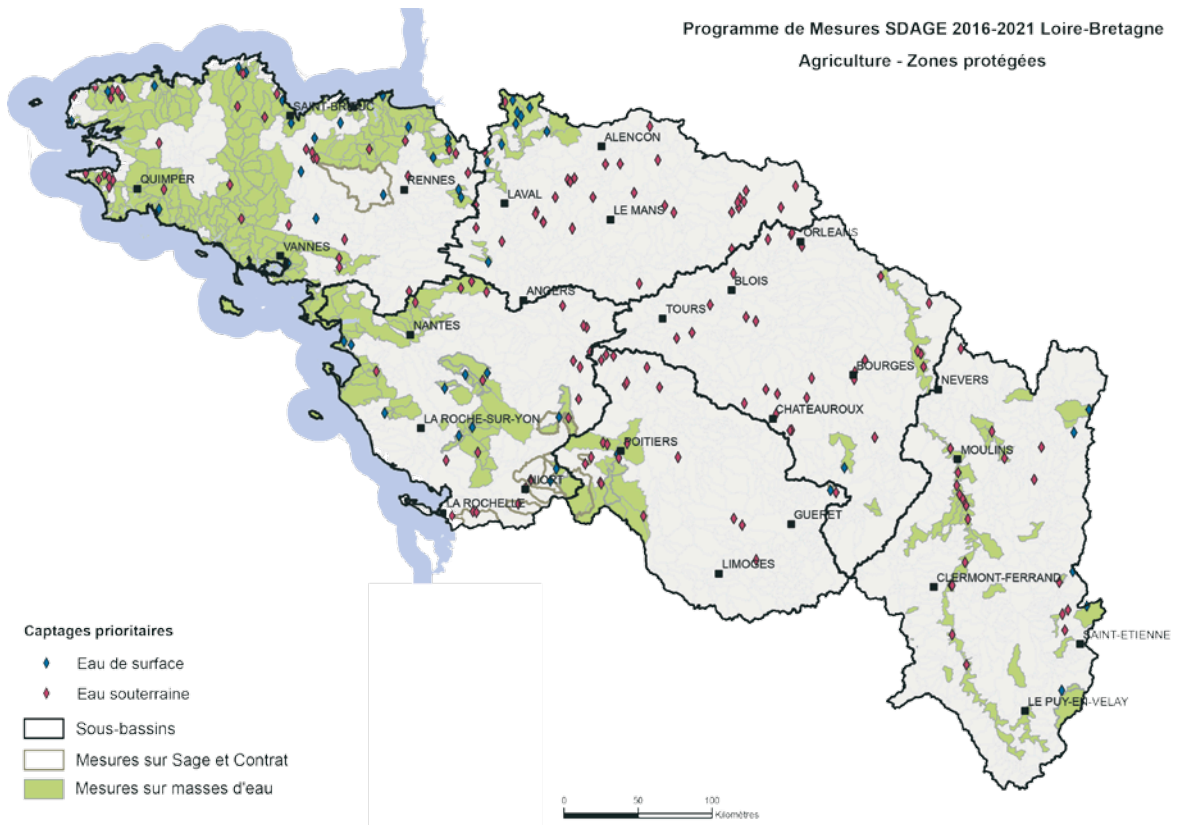 Programme de Mesures SDAGE 2016-2021 Loire-Bretagne
Agriculture - Zones protégées
SAINT-BRIEUC
ALENCON
QUIMPER
RENNES
LAVAL
LE MANS
VANNES
ORLEANS
ANGERS
BLOIS
TOURS
NANTES
BOURGES
NEVERS
CHATEAUROUX
LA ROCHE-SUR-YON
POITIERS
MOULINS
NIORT
LA ROCHELLE
GUERET
LIMOGES
CLERMONT-FERRAND
SAINT-ETIENNE
LE PUY-EN-VELAY
Captages prioritaires
Eau de surface
Eau souterraine
Sous-bassins
Mesures sur Sage et Contrat
Mesures sur masses d'eau
0 50 100
Kilomètres